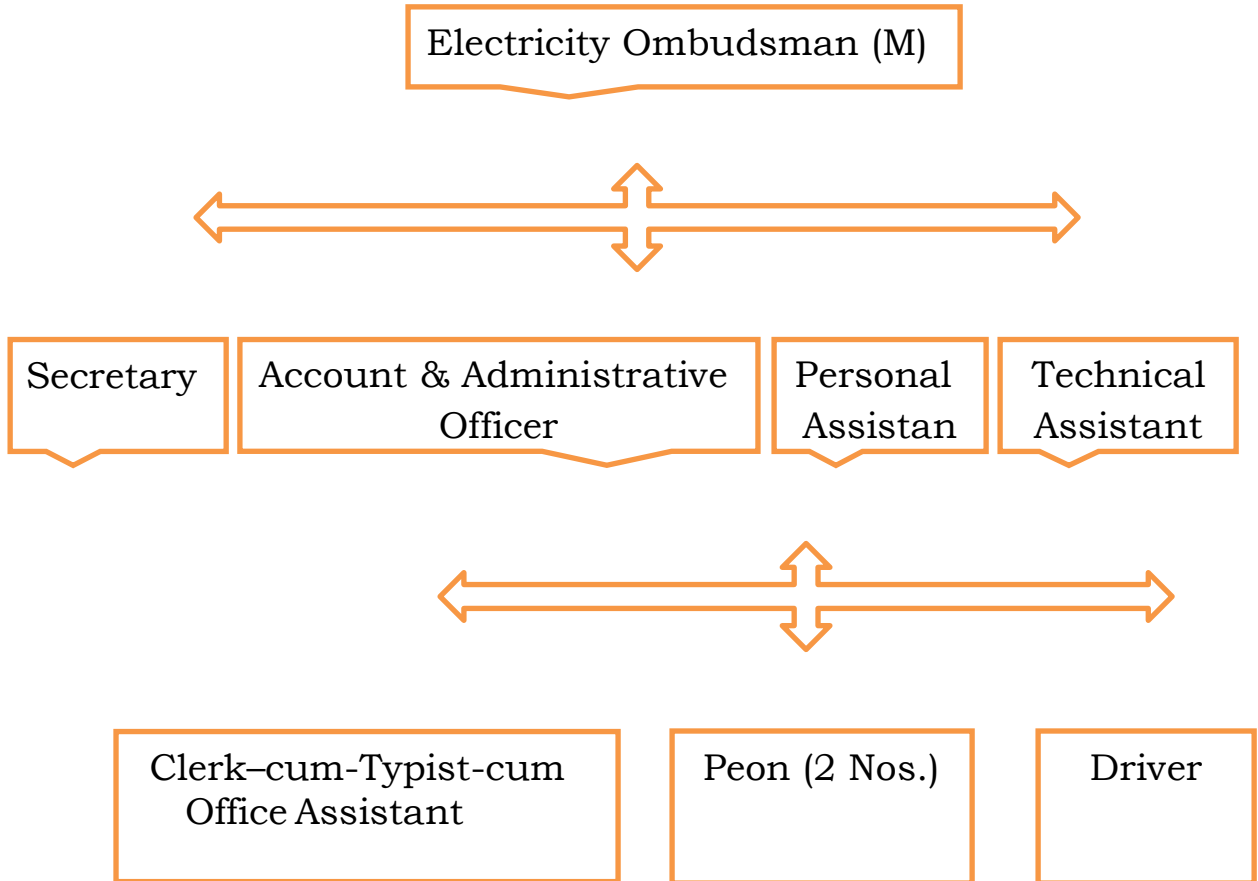 Electricity Ombudsman (M)
Secretary
Account & Administrative
Officer
Personal
Assistan
Technical
Assistant
Clerk–cum-Typist-cum
Office Assistant
Peon (2 Nos.)
Driver